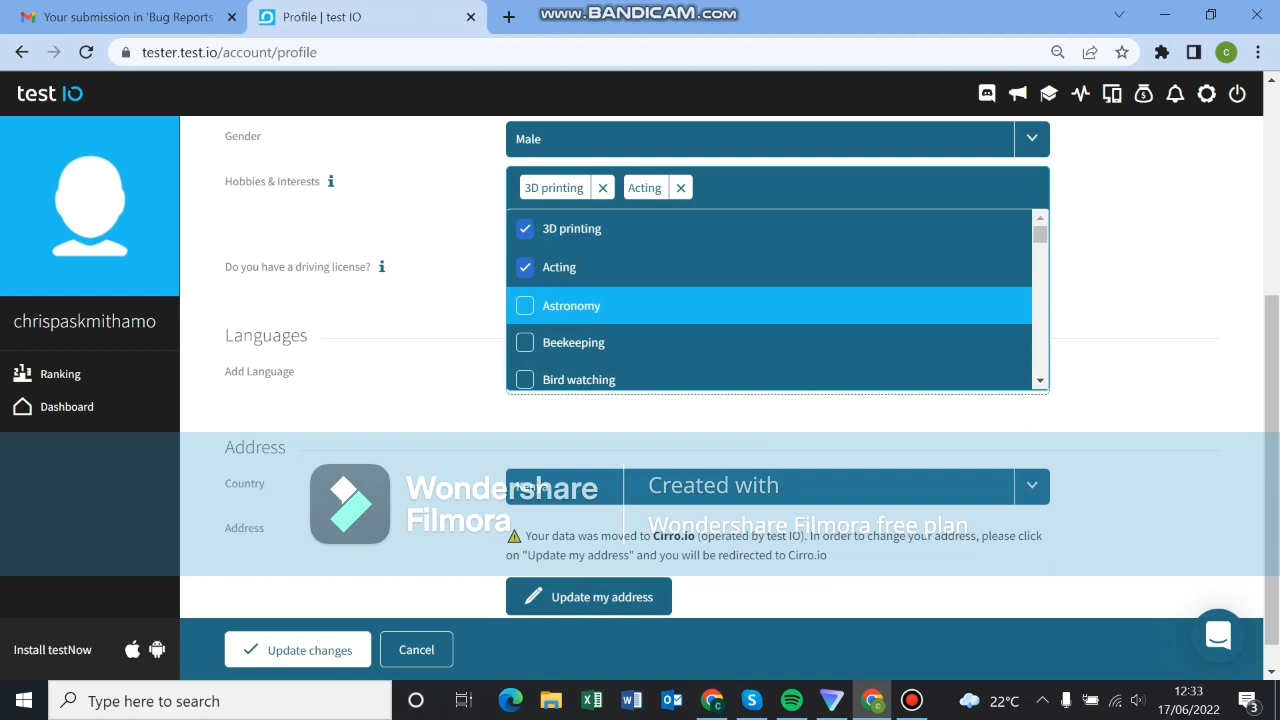 www.BANDICAM.com
Your submission in 'Bug Reports'
Profile | test IO
tester.test.io/account/profile
C
test IO
Gender
Male
Hobbies & Interests
3D printing
Acting
3D printing
Acting
Do you have a driving license?
Astronomy
chrispaskmithamo
Languages
Beekeeping
Ranking
Add Language
Bird watching
Dashboard
Address
Country
Wondershare
Filmora
Created with
Wondershare Filmora free plan
Address
Your data was moved to Cirro.io (operated by test IO). In order to change your address, please click
on "Update my address" and you will be redirected to Cirro.io
Update my address
Install testNow
Update changes
Cancel
Type here to search
22°C
12:33
17/06/2022
3